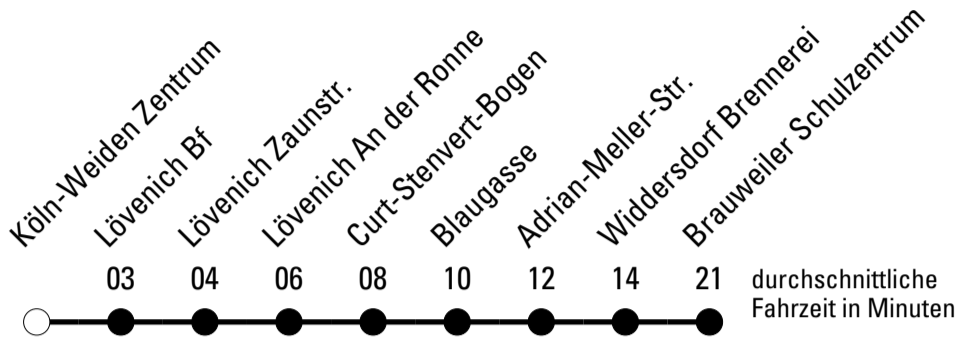 Köln-Weiden Zentrum
Lövenich Bf
Lövenich Zaunstr.
Lövenich An der Ronne
Curt-Stenvert-Bogen
Blaugasse
Adrian-Meller-Str.
Widdersdorf Brennerei
Brauweiler Schulzentrum
03 04 06 08 10 12 14 21
durchschnittliche
Fahrzeit in Minuten